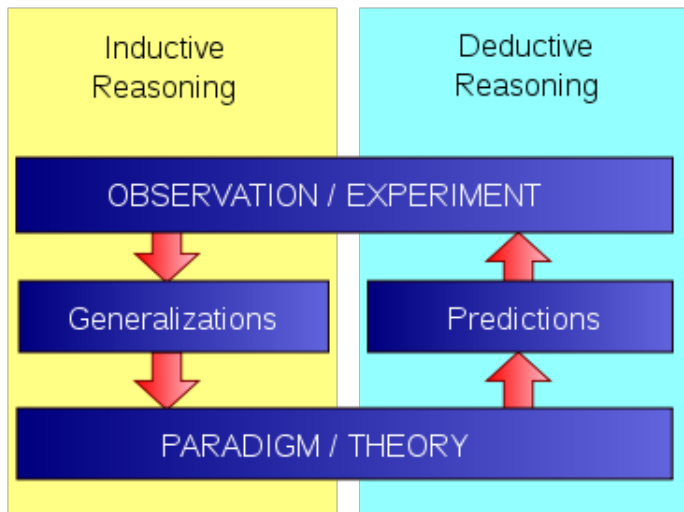 Inductive
Reasoning
Deductive
Reasoning
OBSERVATION / EXPERIMENT
Generalizations
Predictions
PARADIGM / THEORY